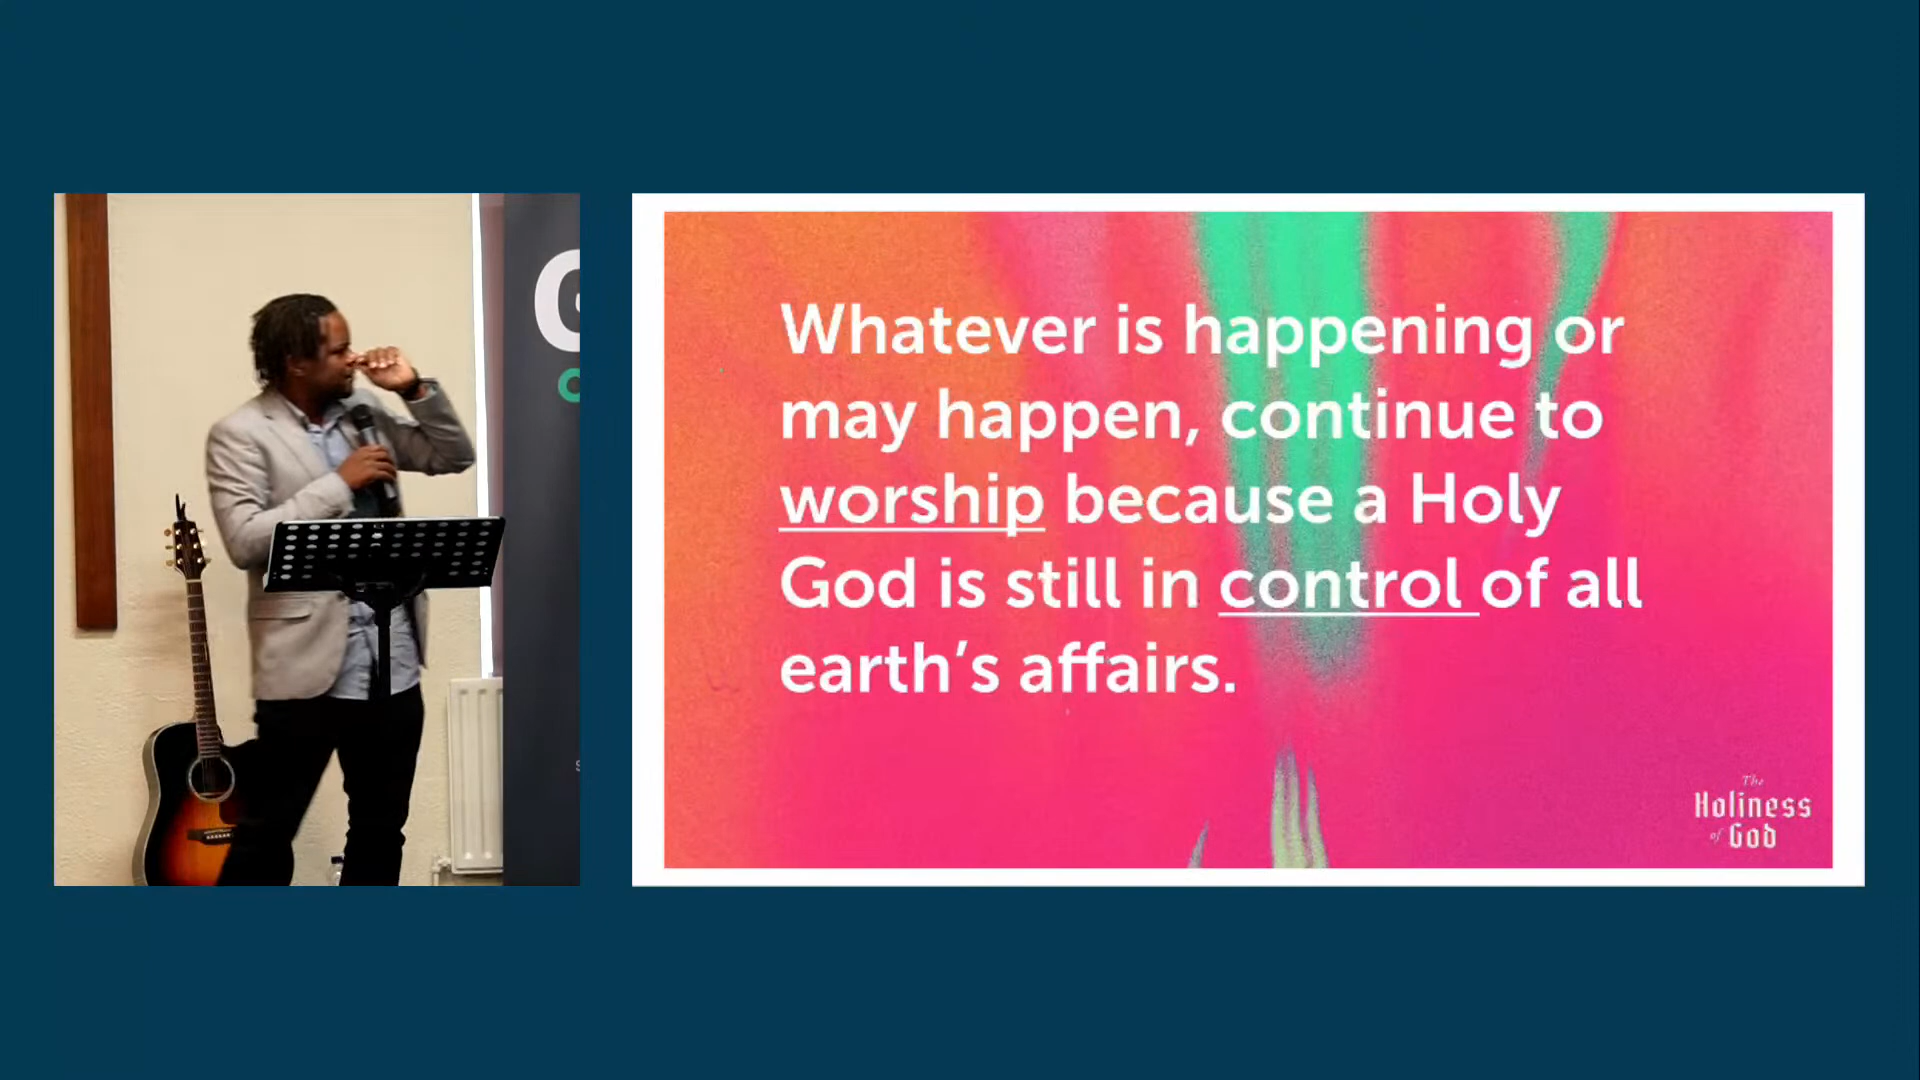 Whatever is happening or
may happen, continue to
worship because a Holy
God is still in control of all
earth's affairs.
The
Holiness
of God